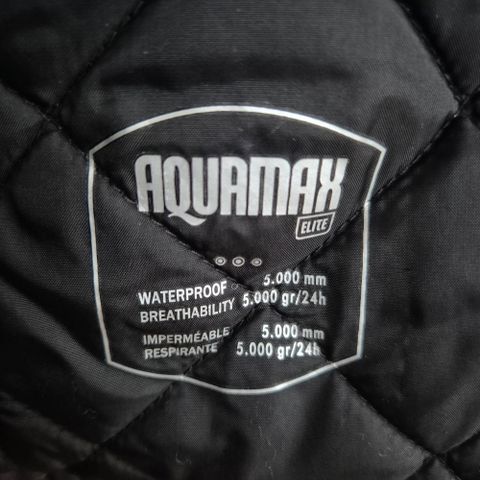 AQUAMAX
ELITE
WATERPROOF 5.000 mm
BREATHABILITY 5.000 gr/24h
IMPERMÉABLE 5.000 mm
RESPIRANTE 5.000 gr/24h